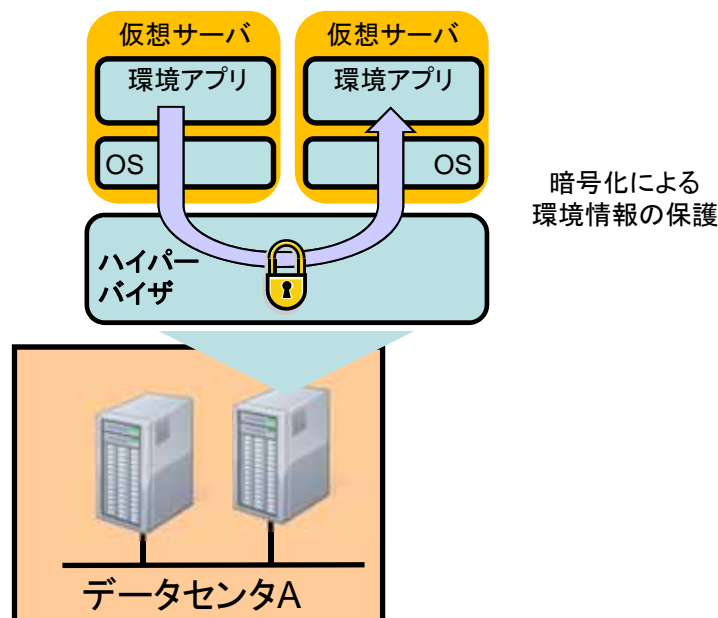 仮想サーバ
仮想サーバ
環境アプリ
環境アプリ
OS
OS
暗号化による
環境情報の保護
ハイパー
バイザ
データセンタA